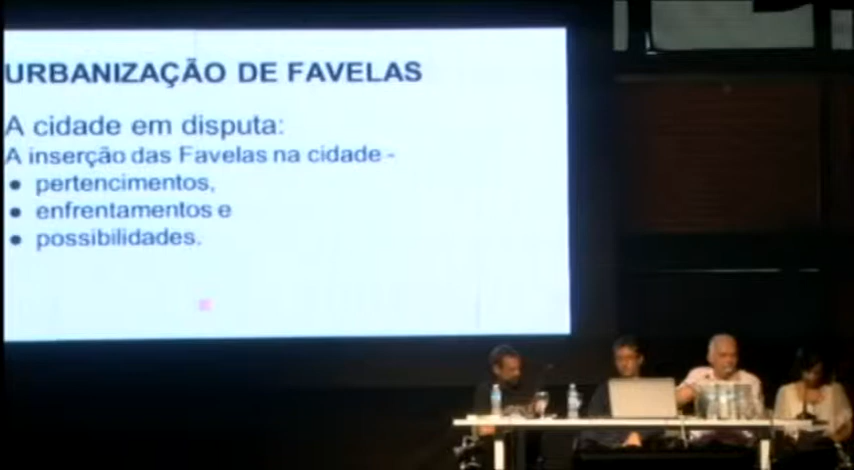 URBANIZAÇÃO DE FAVELAS
A cidade em disputa:
A inserção das Favelas na cidade -
● pertencimentos,
● enfrentamentos e
● possibilidades.